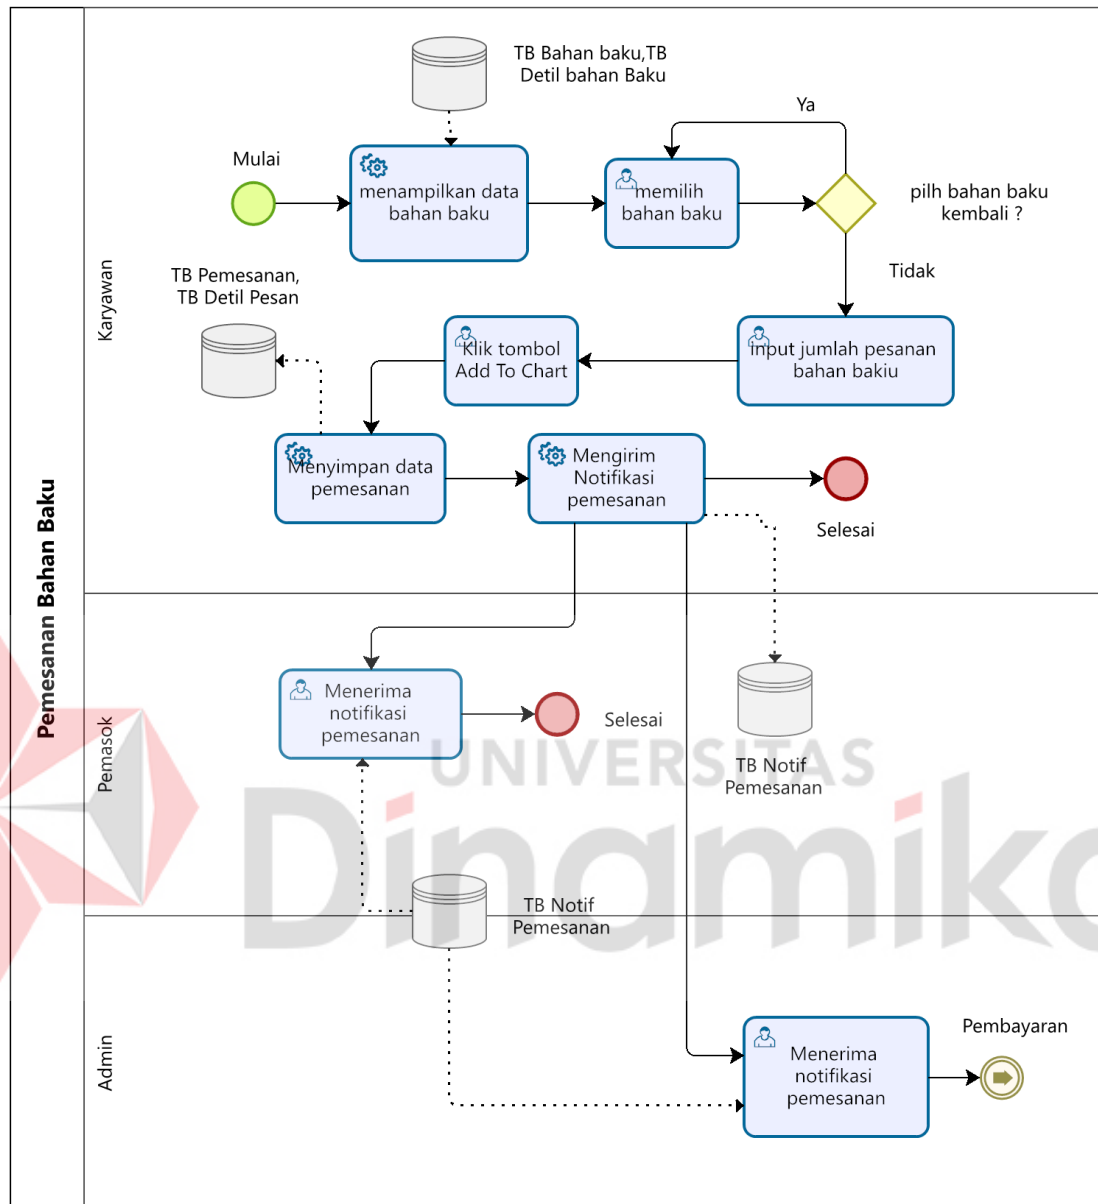 Pemesanan Bahan Baku
Karyawan
TB Bahan baku,TB
Detil bahan Baku
Ya
Mulai
menampilkan data
bahan baku
memilih
bahan baku
pilh bahan baku
kembali ?
Tidak
TB Pemesanan,
TB Detil Pesan
Klik tombol
Add To Chart
input jumlah pesanan
bahan bakiu
Menyimpan data
pemesanan
Mengirim
Notifikasi
pemesanan
Selesai
Pemasok
Menerima
notifikasi
pemesanan
Selesai
TB Notif
Pemesanan
UNIVERSITAS
Dinamika
TB Notif
Pemesanan
Admin
Menerima
notifikasi
pemesanan
Pembayaran